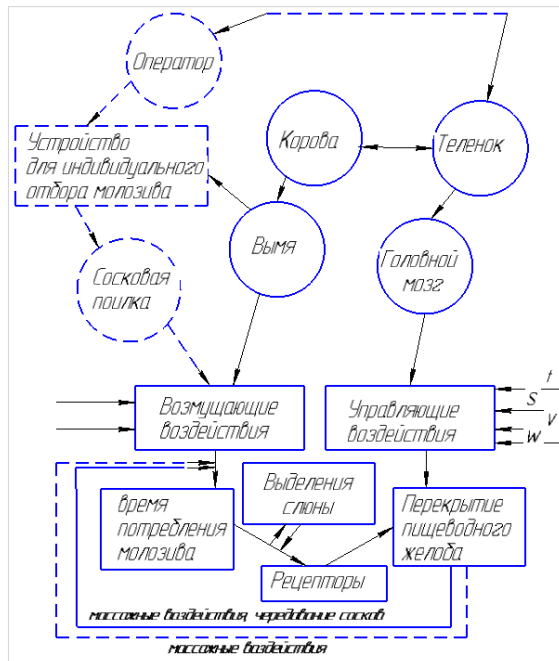 Оператор
Устройство
для индивидуального
отбора молозива
Корова
Теленок
Вымя
Головной
мозг
Сосковая
поилка
Возмущающие
воздействия
Управляющие
воздействия
t
S
V
W
время
потребления
молозива
Выделения
слюны
Перекрытие
пищеводного
желоба
Рецепторы
массажные воздействия, чередование сосков
массажные воздействия